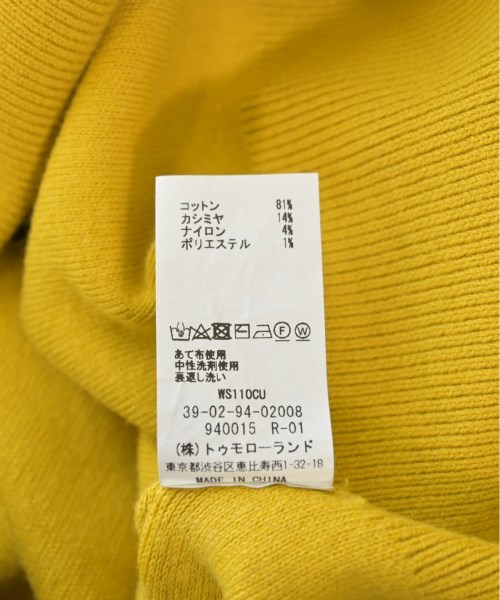 コットン 81%
カシミヤ 14%
ナイロン 4%
ポリエステル 1%
あて布使用
中性洗剤使用
裏返し洗い
WS110CU
39-02-94-02008
940015 R-01
(株)トゥモローランド
東京都渋谷区恵比寿西1-32-18
MADE IN CHINA